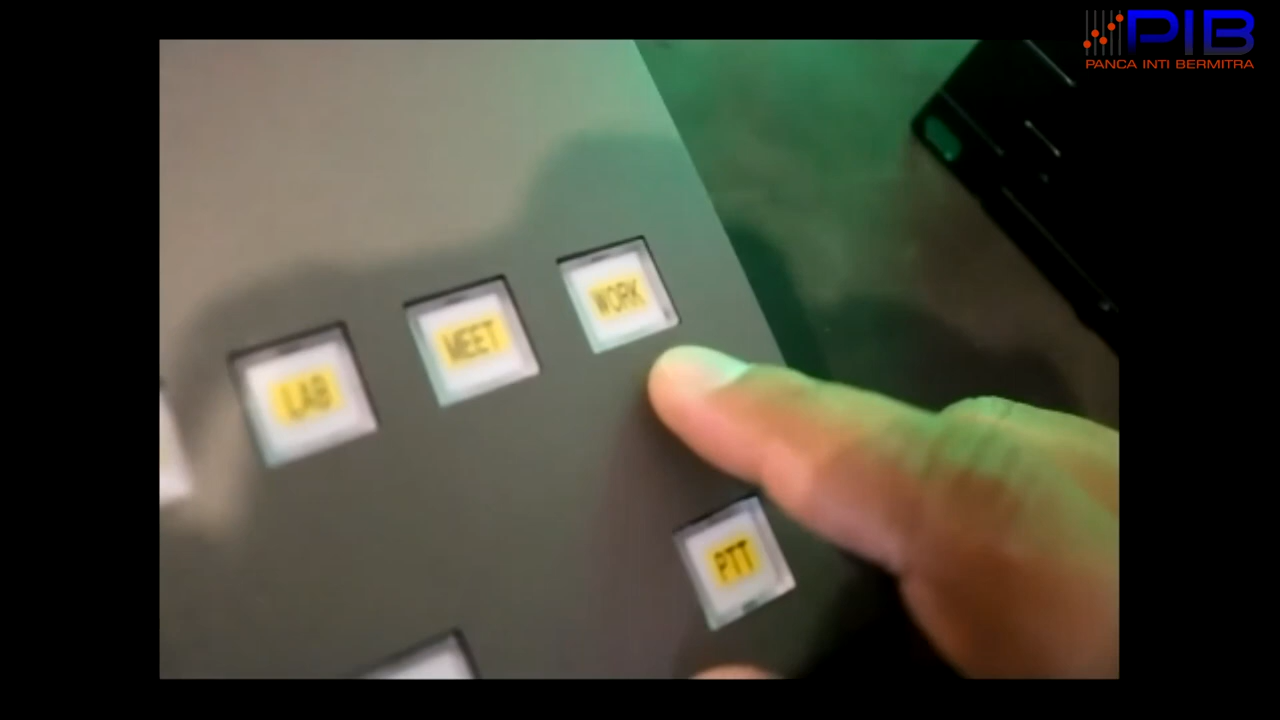 PIB
PANCA INTI BERMITRA
WORK
MEET
LAB
PTT